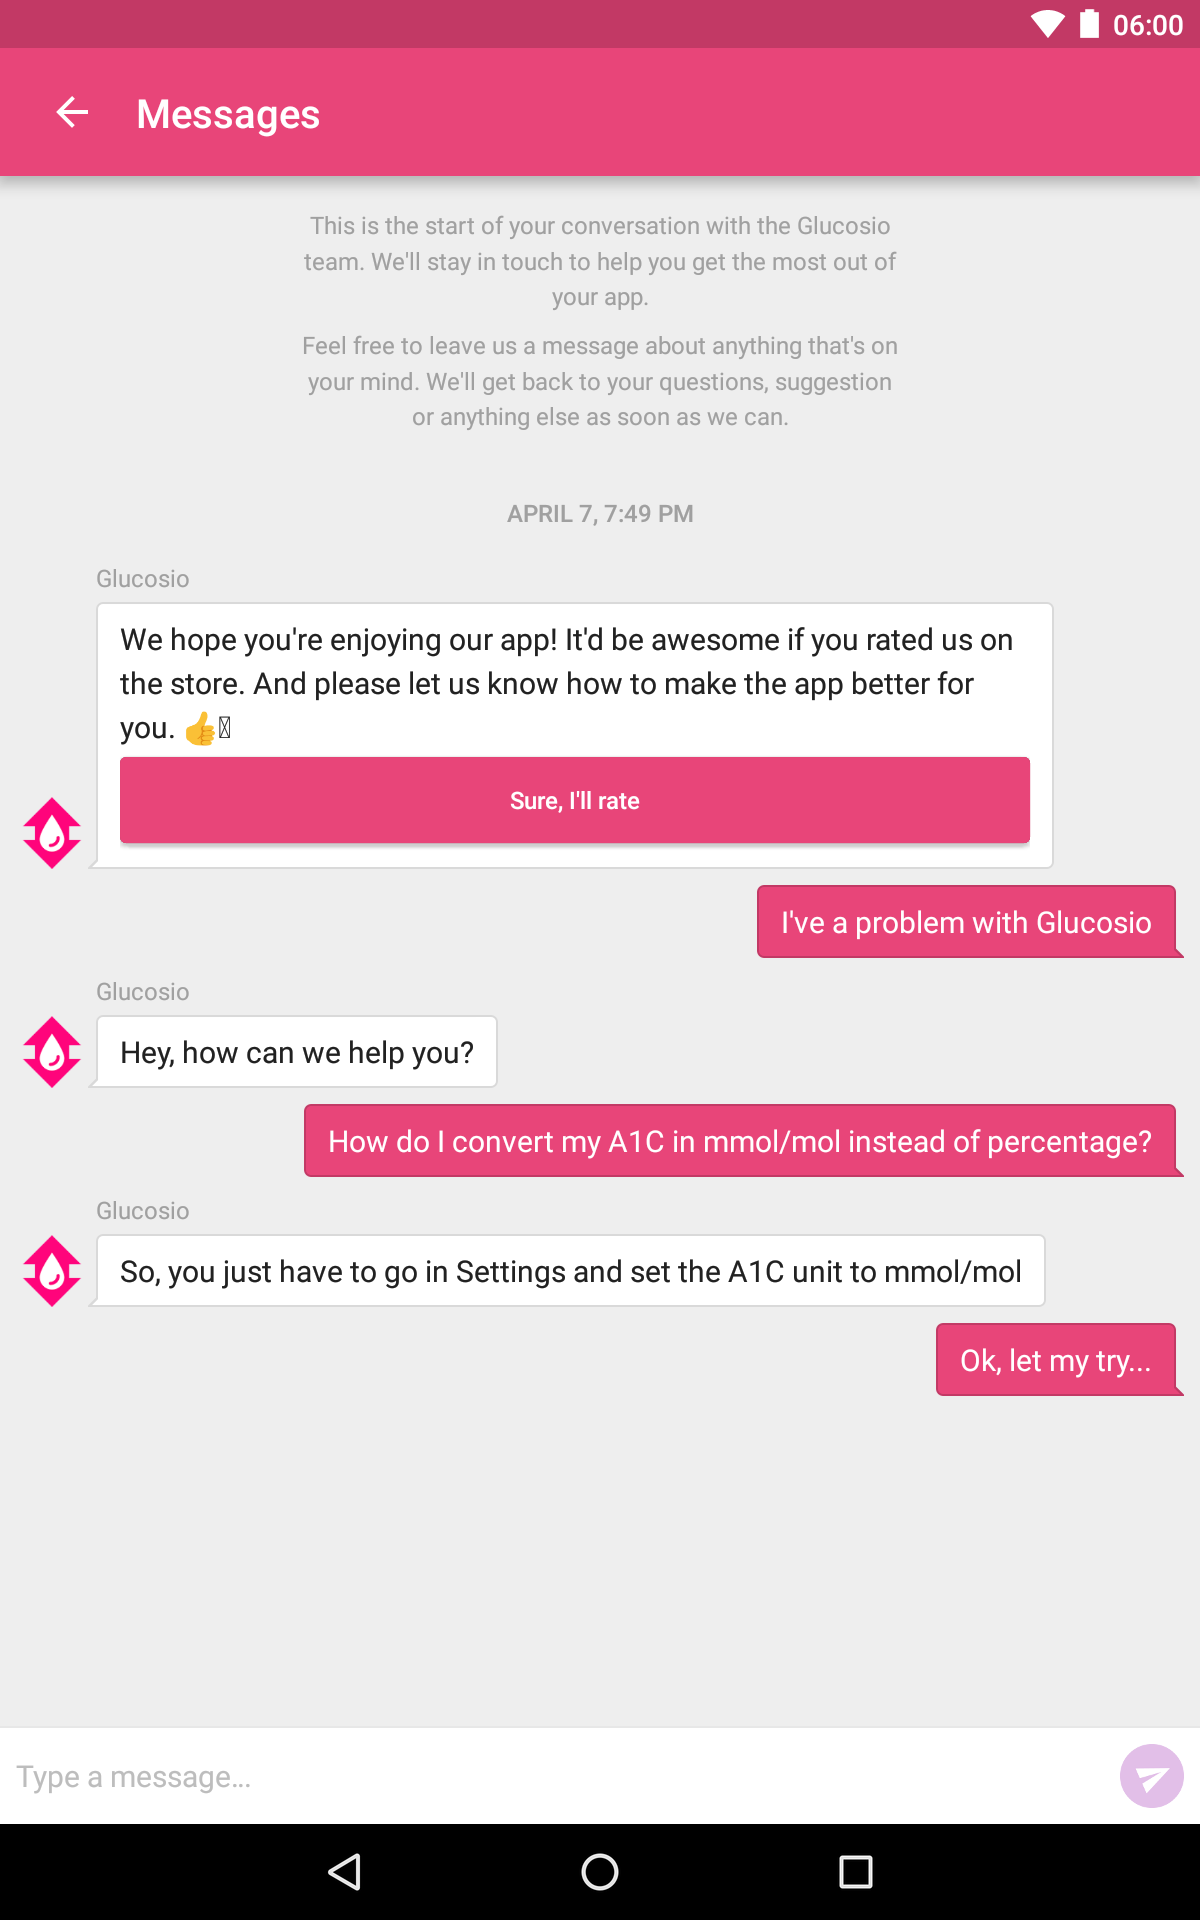 06:00
Messages
This is the start of your conversation with the Glucosio
team. We'll stay in touch to help you get the most out of
your app.
Feel free to leave us a message about anything that's on
your mind. We'll get back to your questions, suggestion
or anything else as soon as we can.
APRIL 7, 7:49 PM
Glucosio
We hope you're enjoying our app! It'd be awesome if you rated us on
the store. And please let us know how to make the app better for
you. 👍
Sure, I'll rate
I've a problem with Glucosio
Glucosio
Hey, how can we help you?
How do I convert my A1C in mmol/mol instead of percentage?
Glucosio
So, you just have to go in Settings and set the A1C unit to mmol/mol
Ok, let my try...
Type a message...